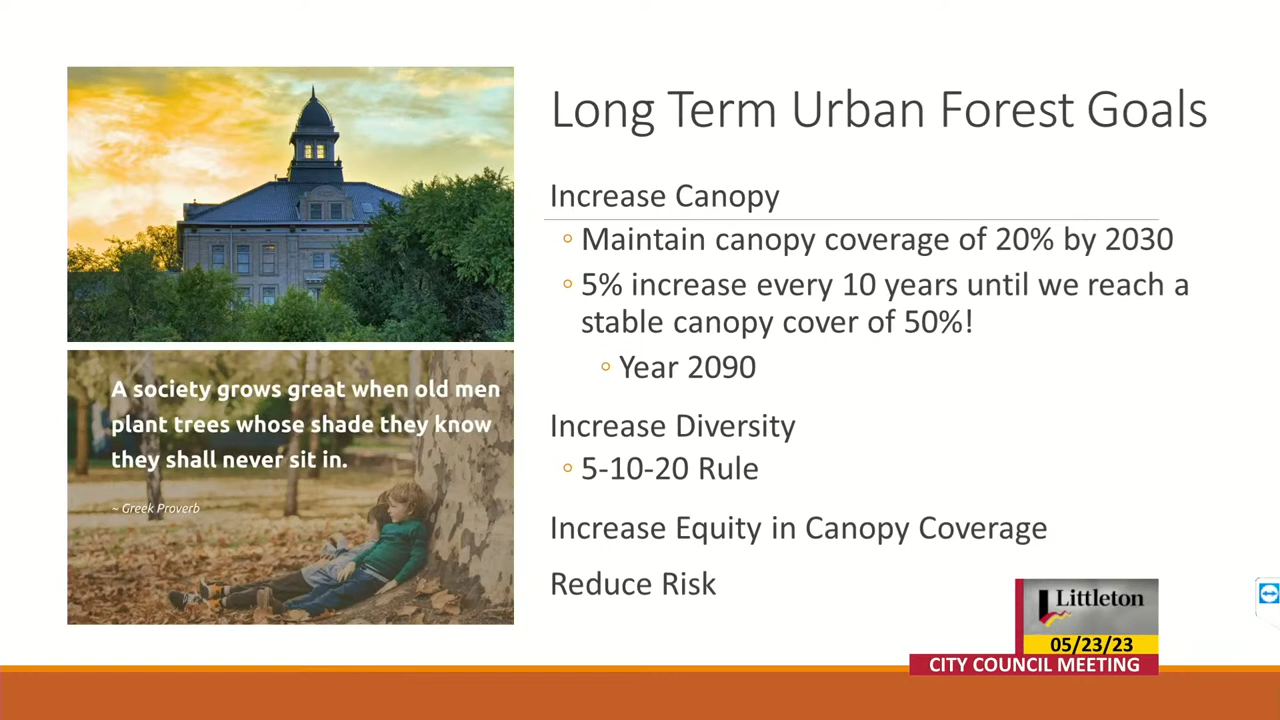 Long Term Urban Forest Goals
Increase Canopy
◦ Maintain canopy coverage of 20% by 2030
◦ 5% increase every 10 years until we reach a
stable canopy cover of 50%!
◦ Year 2090
Increase Diversity
◦ 5-10-20 Rule
Increase Equity in Canopy Coverage
Reduce Risk
A society grows great when old men
plant trees whose shade they know
they shall never sit in.
~ Greek Proverb
Littleton
05/23/23
CITY COUNCIL MEETING